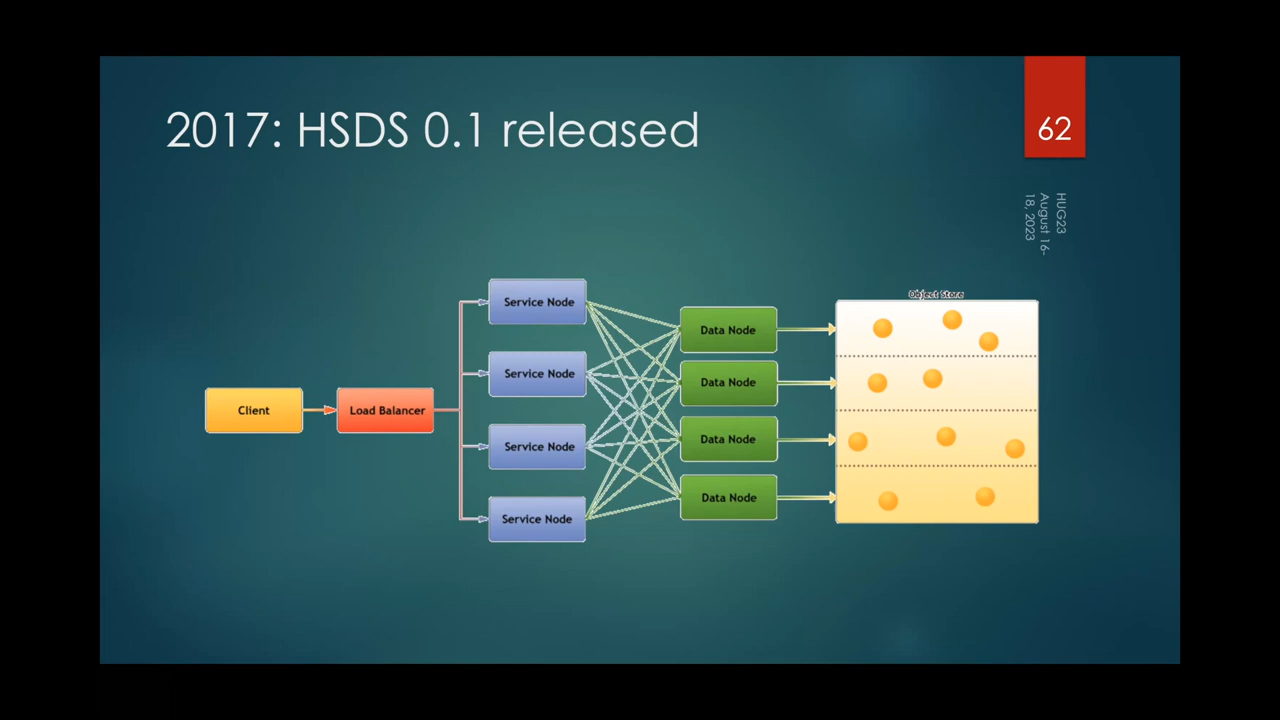 2017: HSDS 0.1 released
62
HUG23
August 16-
18, 2023
Object Store
Service Node
Data Node
Service Node
Data Node
Client
Load Balancer
Data Node
Service Node
Data Node
Service Node